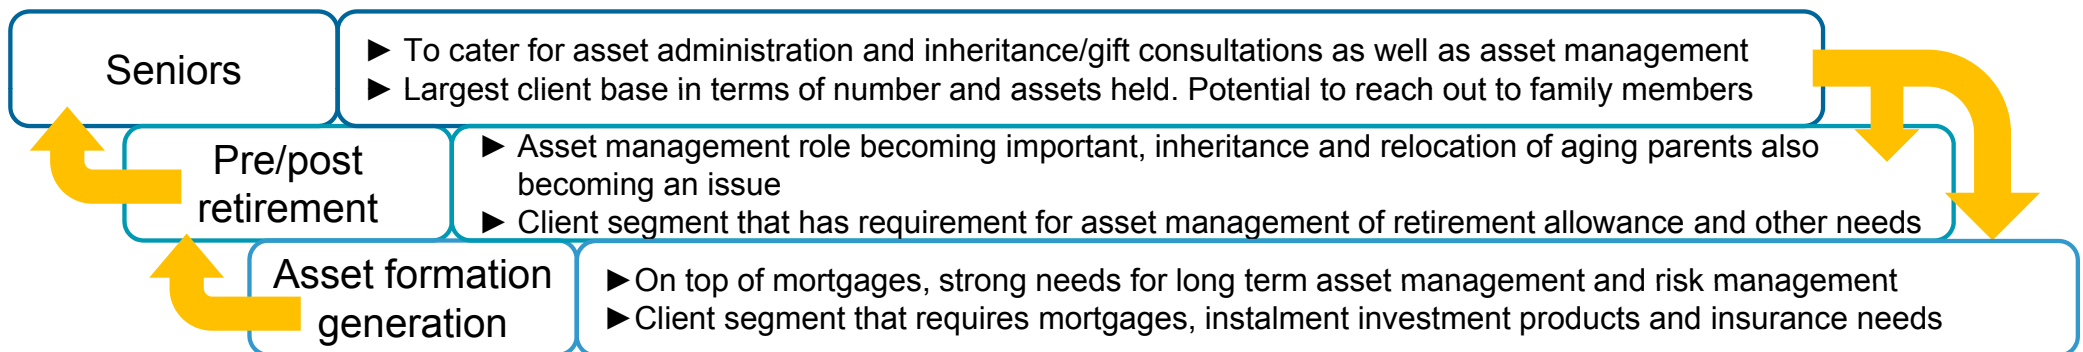 Seniors
► To cater for asset administration and inheritance/gift consultations as well as asset management
► Largest client base in terms of number and assets held. Potential to reach out to family members
Pre/post
retirement
► Asset management role becoming important, inheritance and relocation of aging parents also
becoming an issue
► Client segment that has requirement for asset management of retirement allowance and other needs
Asset formation
generation
►On top of mortgages, strong needs for long term asset management and risk management
►Client segment that requires mortgages, instalment investment products and insurance needs